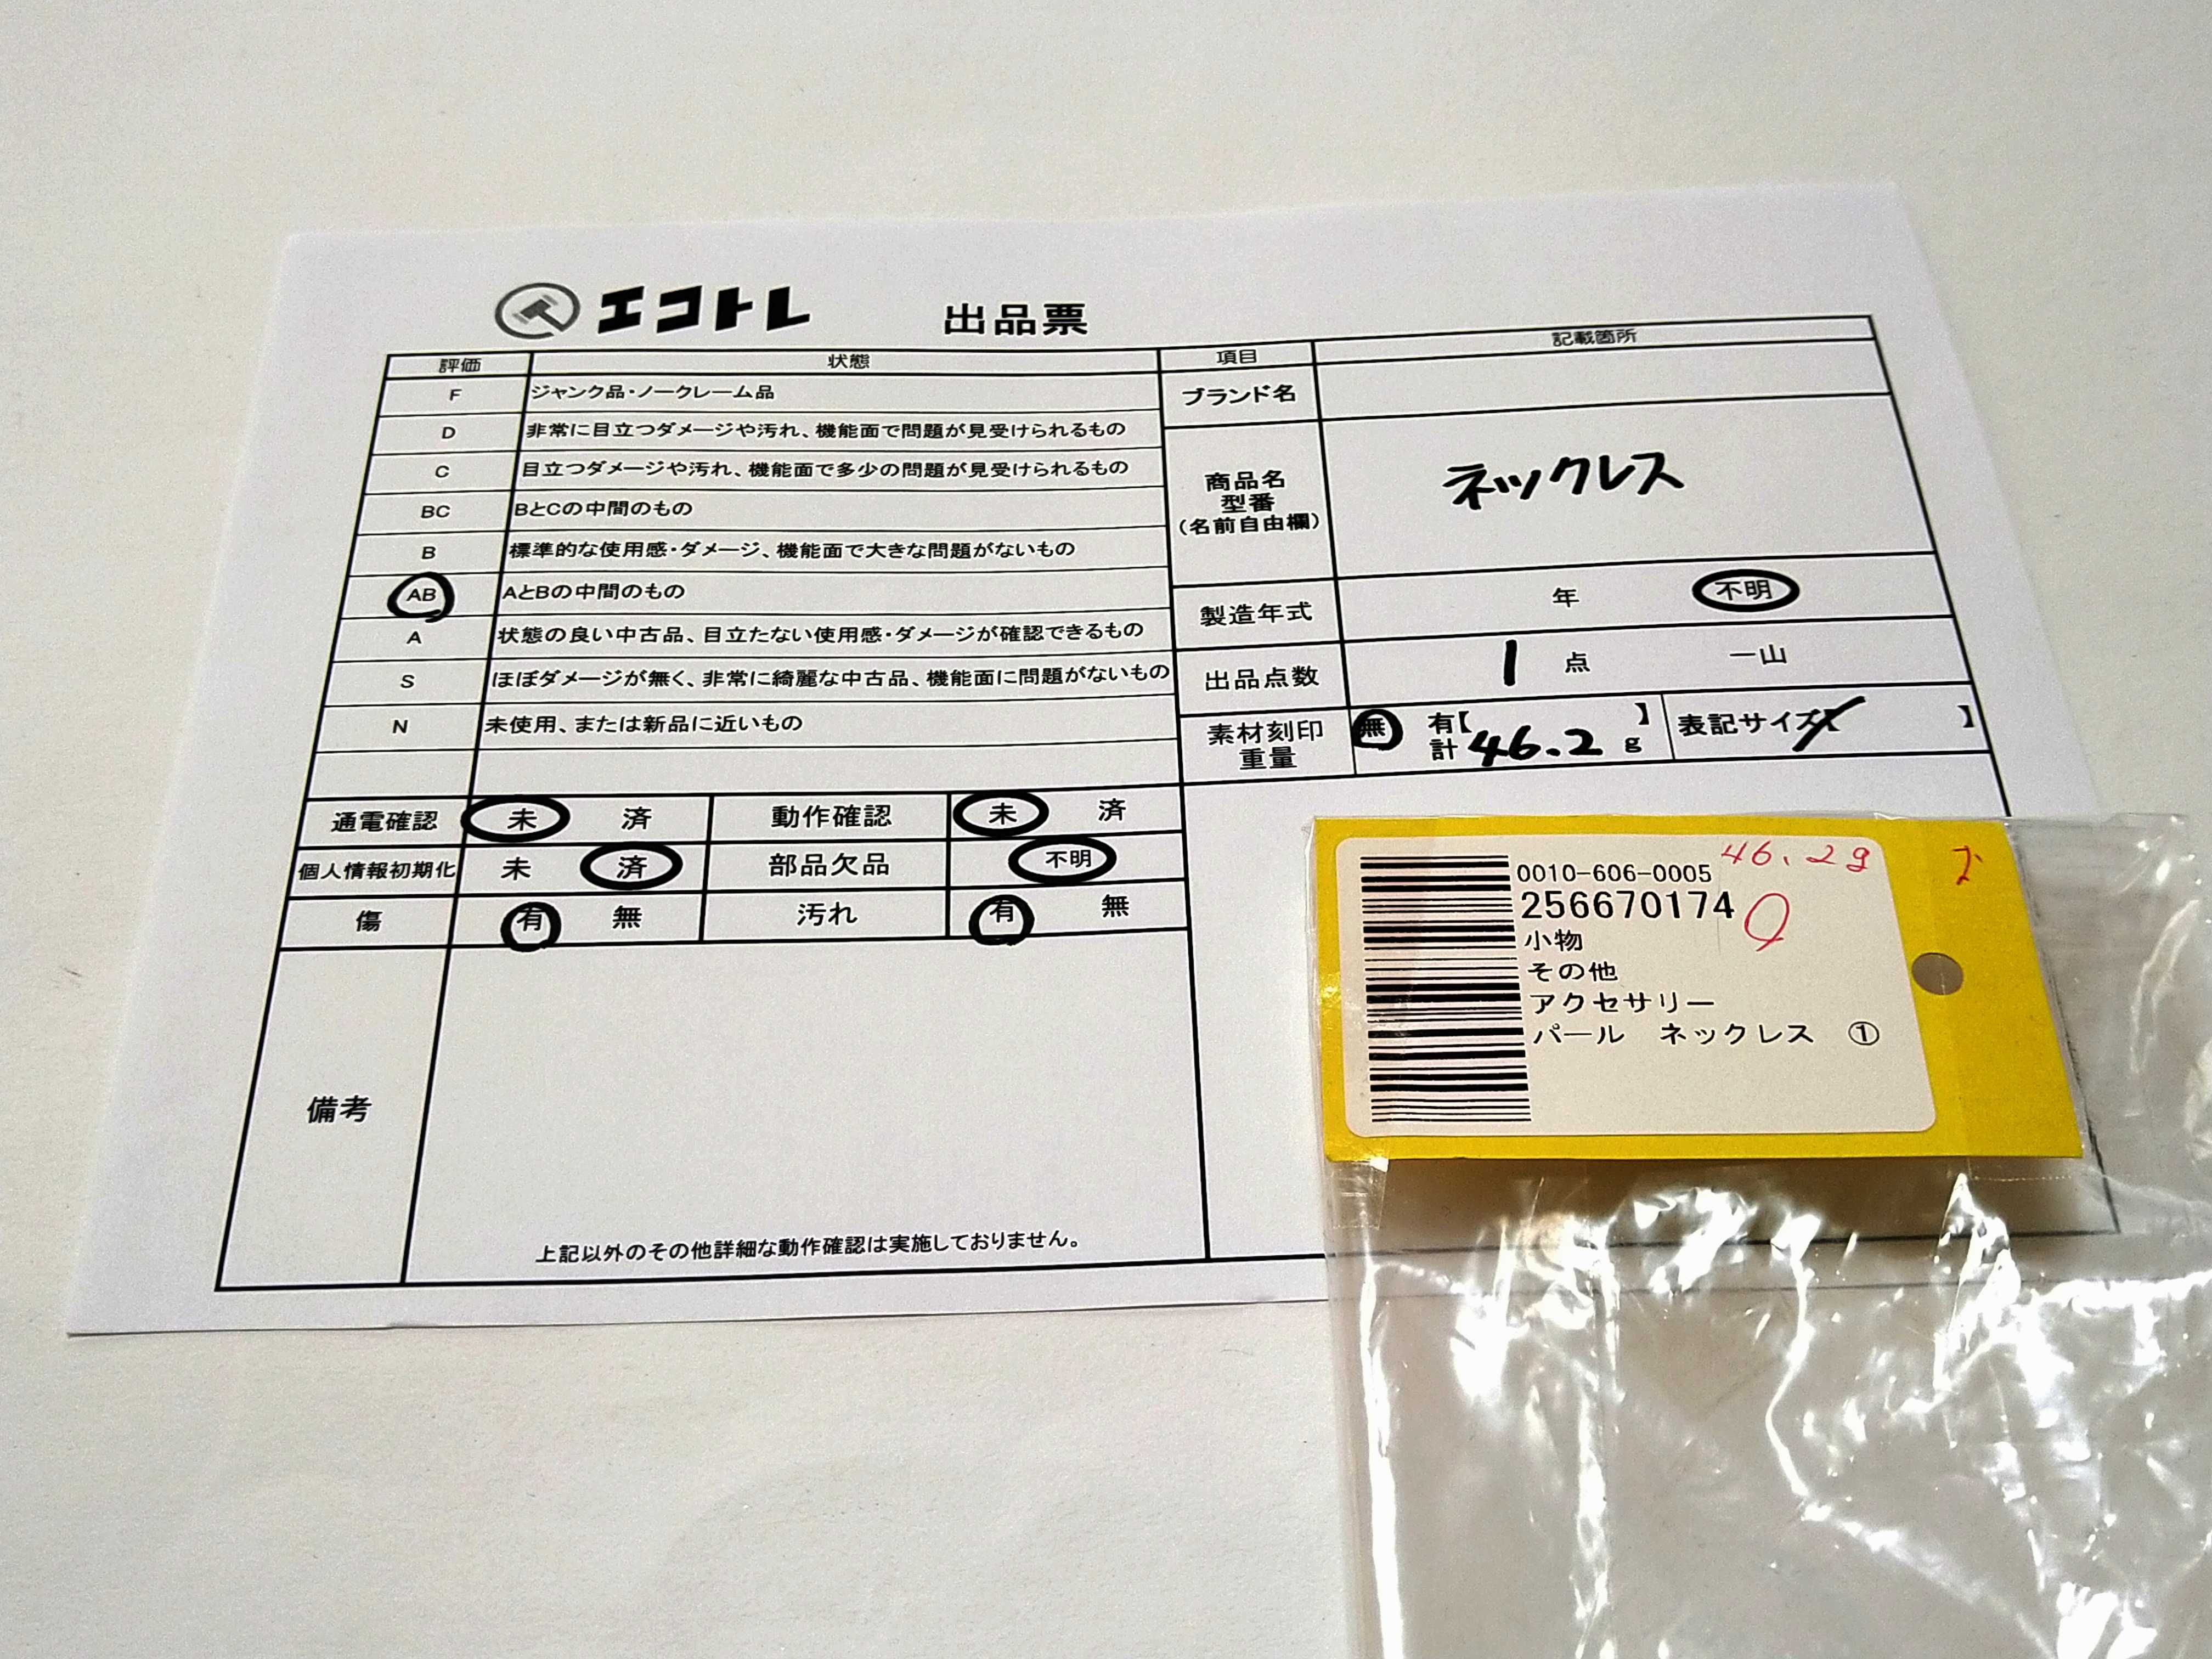 エコトレ 出品票
評価 状態 項目 記載箇所
F ジャンク品・ノークレーム品
D 非常に目立つダメージや汚れ、機能面で問題が見受けられるもの
C 目立つダメージや汚れ、機能面で多少の問題が見受けられるもの
BC BとCの中間のもの
B 標準的な使用感・ダメージ、機能面で大きな問題がないもの
AB AとBの中間のもの
A 状態の良い中古品、目立たない使用感・ダメージが確認できるもの
S ほぼダメージが無く、非常に綺麗な中古品、機能面に問題がないもの
N 未使用、または新品に近いもの
ブランド名
商品名
型番
(名前自由欄)
ネックレス
製造年式 年 不明
出品点数 1 点 一山
素材刻印
重量
無 有【 】
計 46.2 g
表記サイズ【 】
通電確認 未 済 動作確認 未 済
個人情報初期化 未 済 部品欠品 不明
傷 有 無 汚れ 有 無
備考
上記以外のその他詳細な動作確認は実施しておりません。
46.2g
0010-606-0005
256670174
小物
その他
アクセサリー
パール ネックレス ①